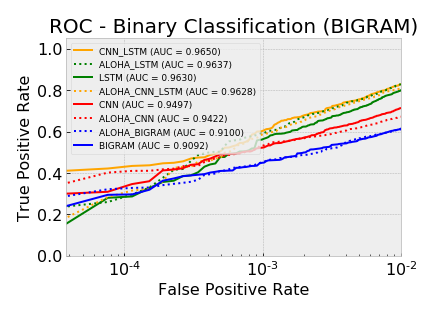 ROC - Binary Classification (BIGRAM)
True Positive Rate
1.0
0.8
0.6
0.4
0.2
0.0
CNN_LSTM (AUC = 0.9650)
ALOHA_LSTM (AUC = 0.9637)
LSTM (AUC = 0.9630)
ALOHA_CNN_LSTM (AUC = 0.9628)
CNN (AUC = 0.9497)
ALOHA_CNN (AUC = 0.9422)
ALOHA_BIGRAM (AUC = 0.9100)
BIGRAM (AUC = 0.9092)
10⁻⁴ 10⁻³ 10⁻²
False Positive Rate